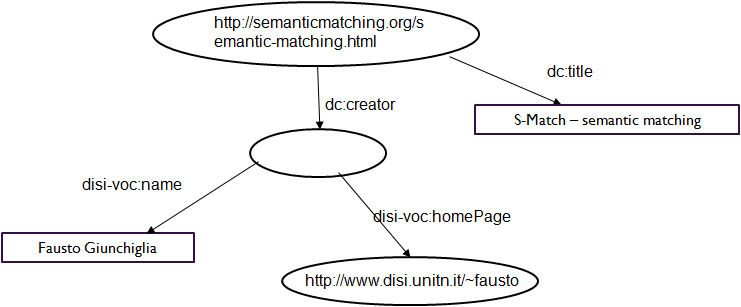 http://semanticmatching.org/s
emantic-matching.html
dc:title
dc:creator
S-Match – semantic matching
disi-voc:name
disi-voc:homePage
Fausto Giunchiglia
http://www.disi.unitn.it/~fausto